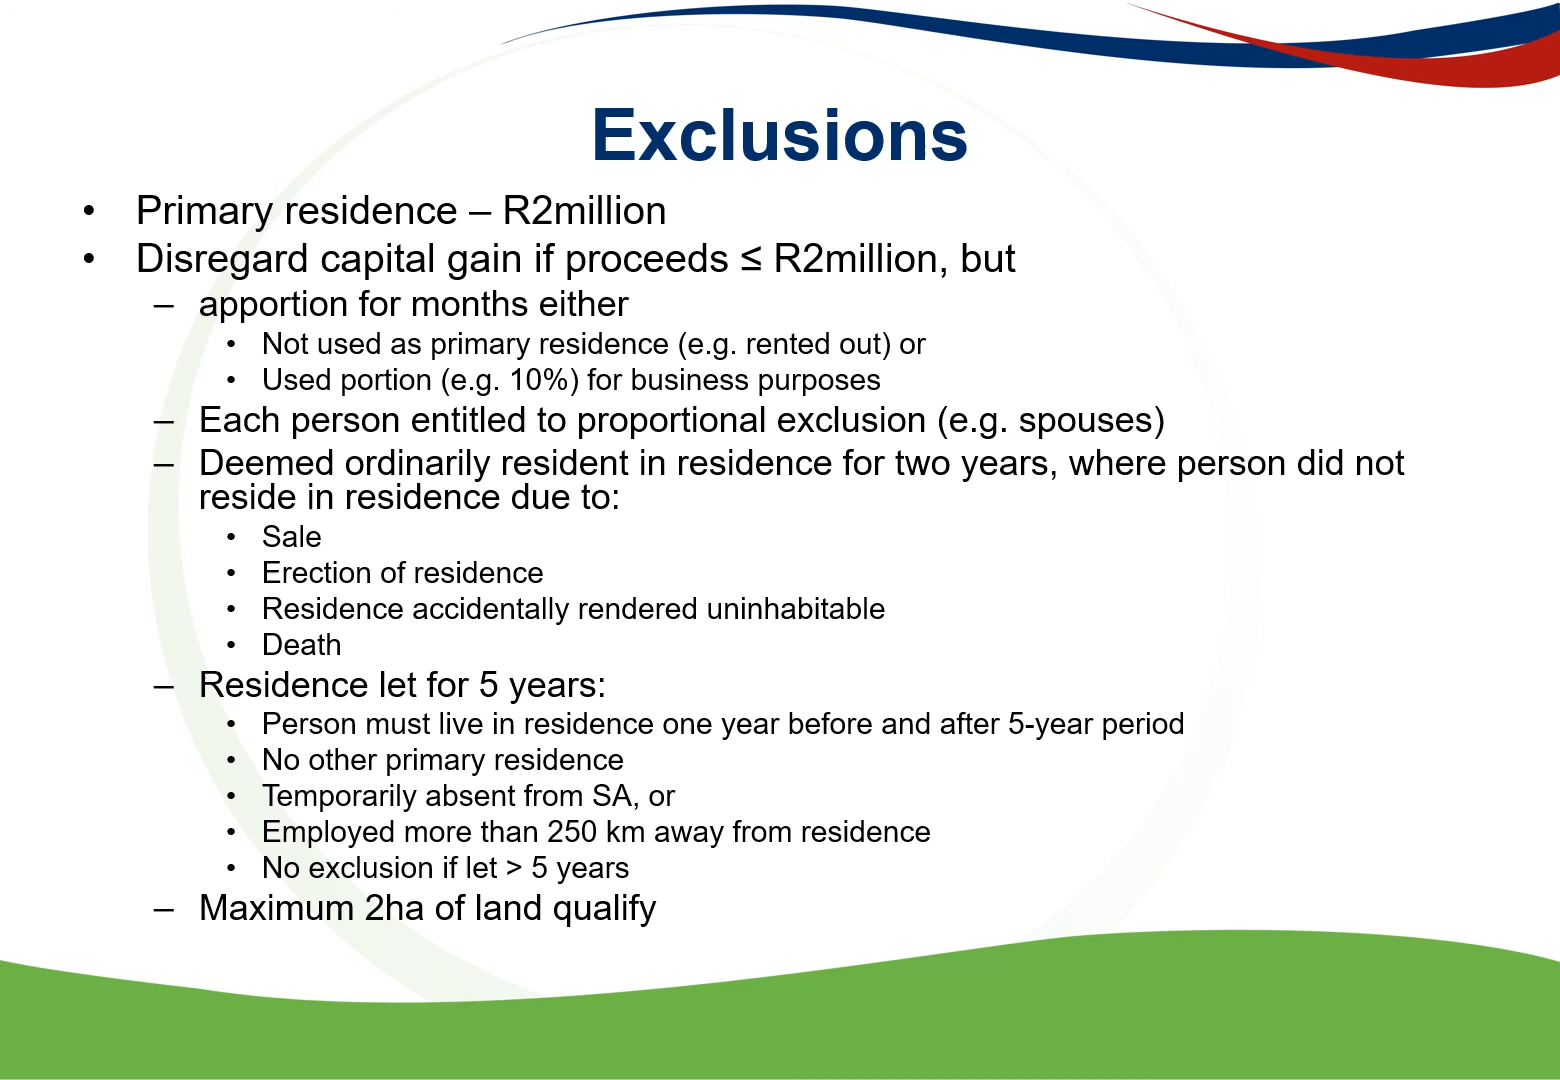 Exclusions
• Primary residence – R2million
• Disregard capital gain if proceeds ≤ R2million, but
– apportion for months either
• Not used as primary residence (e.g. rented out) or
• Used portion (e.g. 10%) for business purposes
– Each person entitled to proportional exclusion (e.g. spouses)
– Deemed ordinarily resident in residence for two years, where person did not
reside in residence due to:
• Sale
• Erection of residence
• Residence accidentally rendered uninhabitable
• Death
– Residence let for 5 years:
• Person must live in residence one year before and after 5-year period
• No other primary residence
• Temporarily absent from SA, or
• Employed more than 250 km away from residence
• No exclusion if let > 5 years
– Maximum 2ha of land qualify